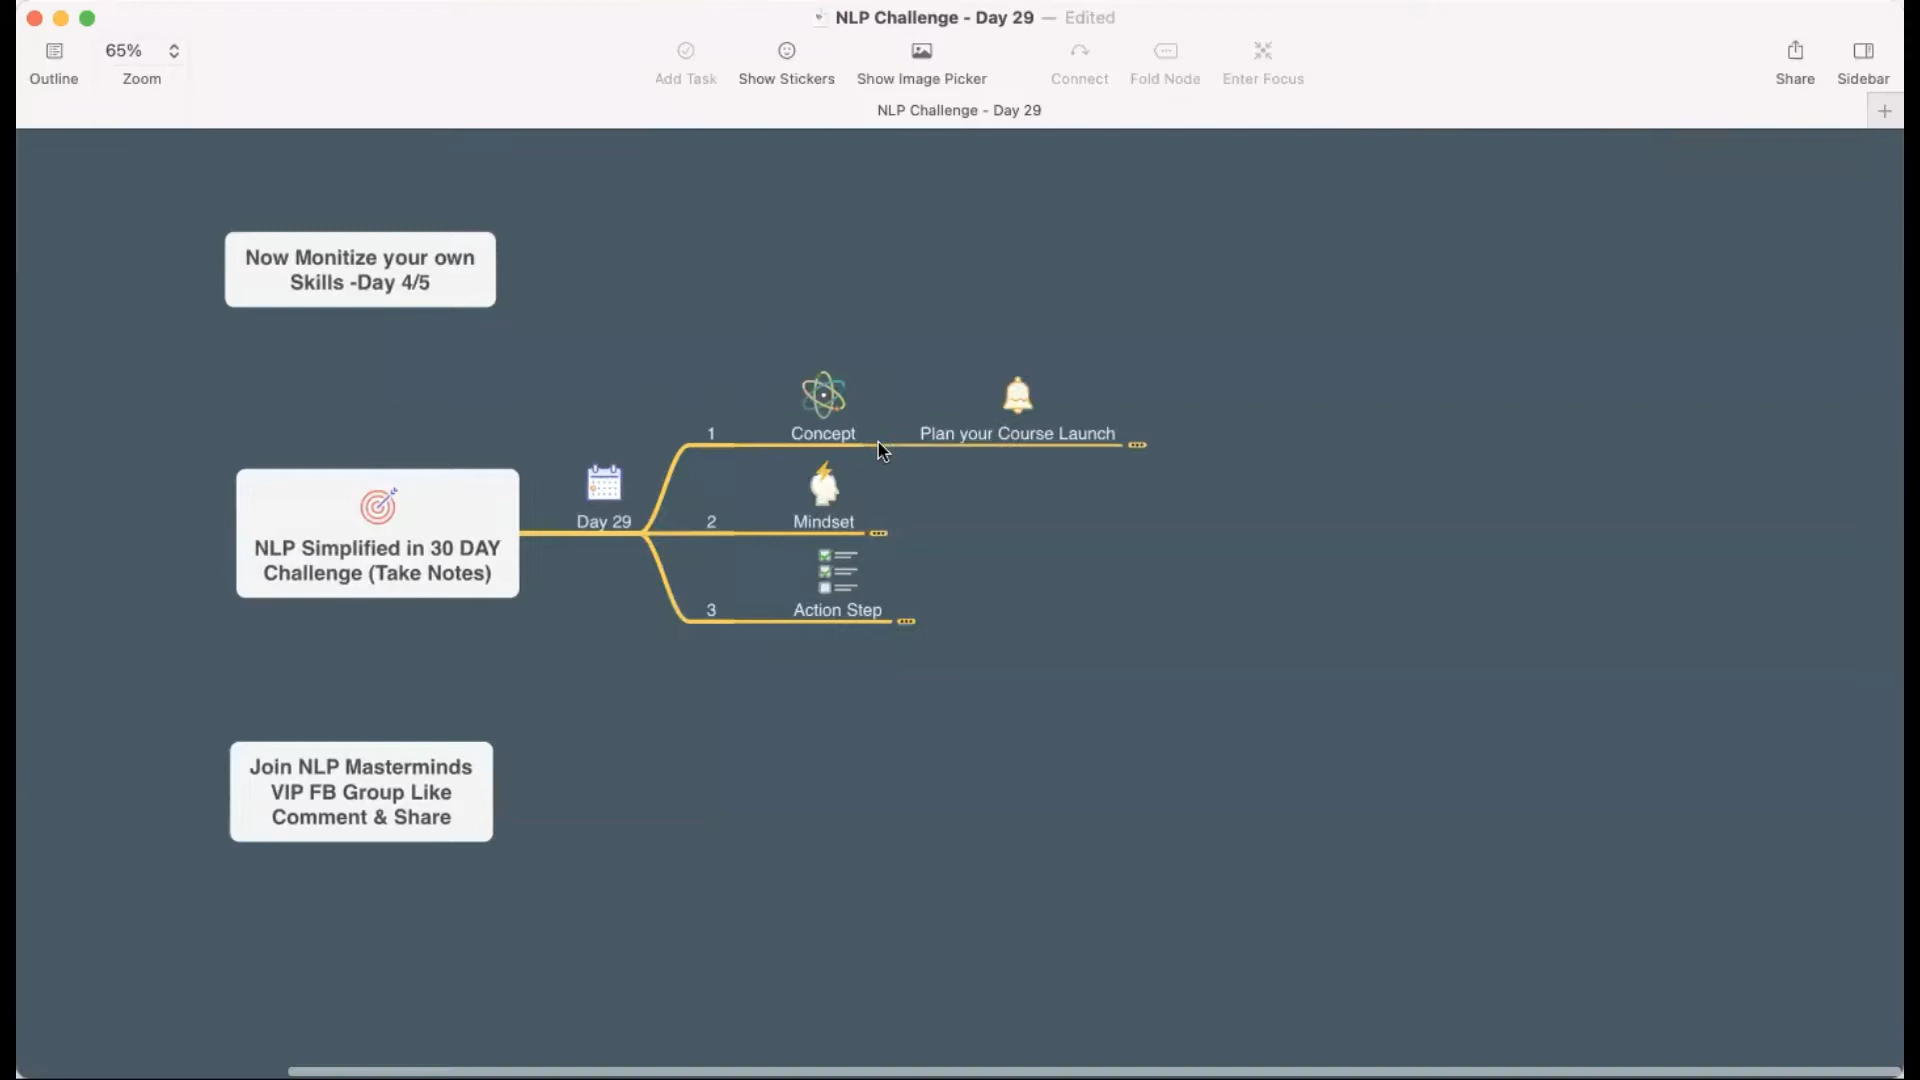 NLP Challenge - Day 29 — Edited
65%
Outline
Zoom
Add Task
Show Stickers
Show Image Picker
Connect
Fold Node
Enter Focus
Share
Sidebar
NLP Challenge - Day 29
Now Monitize your own
Skills -Day 4/5
1
Concept
Plan your Course Launch
Day 29
2
Mindset
NLP Simplified in 30 DAY
Challenge (Take Notes)
3
Action Step
Join NLP Masterminds
VIP FB Group Like
Comment & Share